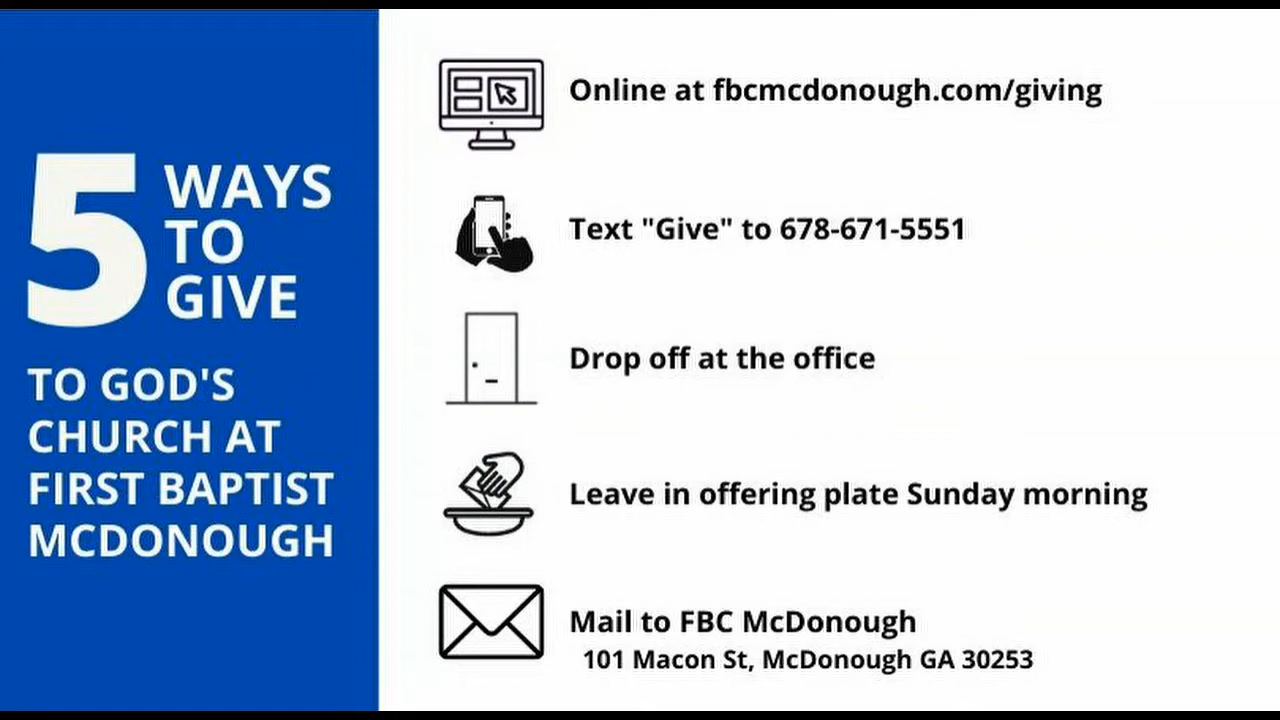 5 WAYS
TO
GIVE
TO GOD'S
CHURCH AT
FIRST BAPTIST
MCDONOUGH
Online at fbcmcdonough.com/giving
Text "Give" to 678-671-5551
Drop off at the office
Leave in offering plate Sunday morning
Mail to FBC McDonough
101 Macon St, McDonough GA 30253